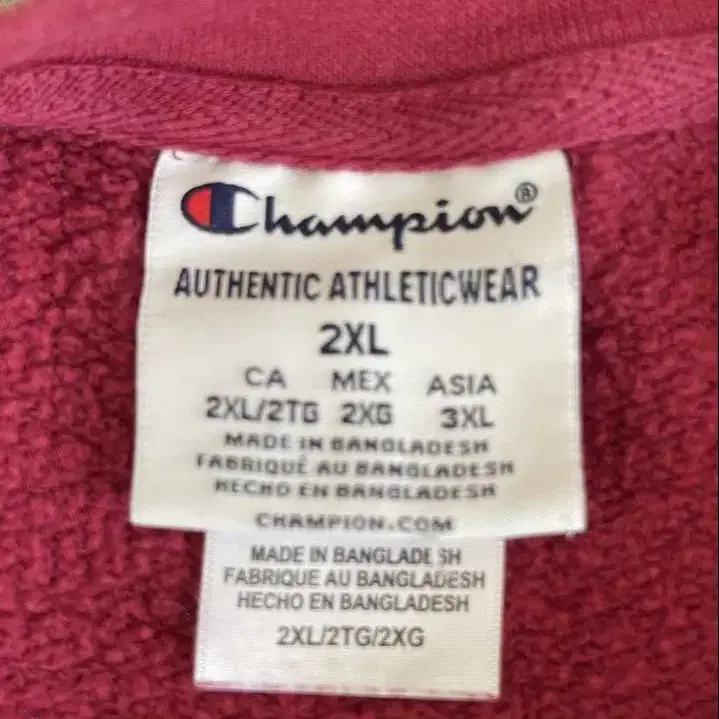 Champion®
AUTHENTIC ATHLETICWEAR
2XL
CA MEX ASIA
2XL/2TG 2XG 3XL
MADE IN BANGLADESH
FABRIQUÉ AU BANGLADESH
HECHO EN BANGLADESH
CHAMPION.COM
MADE IN BANGLADESH
FABRIQUE AU BANGLADESH
HECHO EN BANGLADESH
2XL/2TG/2XG